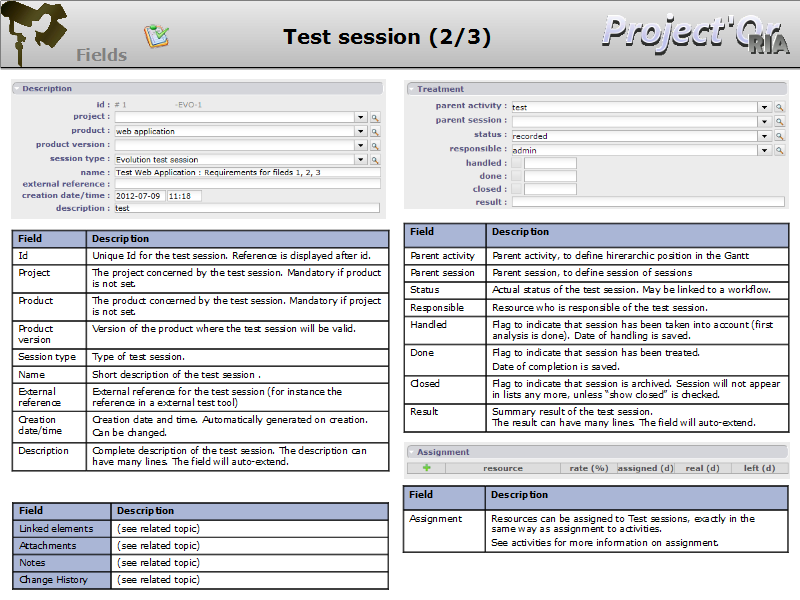 Fields
Test session (2/3)
Project'Or
RIA
Description
id : # 1 -EVO-1
project :
product : web application
product version :
session type : Evolution test session
name : Test Web Application : Requirements for fileds 1, 2, 3
external reference :
creation date/time : 2012-07-09 11:18
description : test
Field Description
Id Unique Id for the test session. Reference is displayed after id.
Project The project concerned by the test session. Mandatory if product
is not set.
Product The product concerned by the test session. Mandatory if project
is not set.
Product Version of the product where the test session will be valid.
version
Session type Type of test session.
Name Short description of the test session .
External External reference for the test session (for instance the
reference reference in a external test tool)
Creation Creation date and time. Automatically generated on creation.
date/time Can be changed.
Description Complete description of the test session. The description can
have many lines. The field will auto-extend.
Field Description
Linked elements (see related topic)
Attachments (see related topic)
Notes (see related topic)
Change History (see related topic)
Treatment
parent activity : test
parent session :
status : recorded
responsible : admin
handled :
done :
closed :
result :
Field Description
Parent activity Parent activity, to define hirerarchic position in the Gantt
Parent session Parent session, to define session of sessions
Status Actual status of the test session. May be linked to a workflow.
Responsible Resource who is responsible of the test session.
Handled Flag to indicate that session has been taken into account (first
analysis is done). Date of handling is saved.
Done Flag to indicate that session has been treated.
Date of completion is saved.
Closed Flag to indicate that session is archived. Session will not appear
in lists any more, unless “show closed” is checked.
Result Summary result of the test session.
The result can have many lines. The field will auto-extend.
Assignment
resource rate (%) assigned (d) real (d) left (d)
Field Description
Assignment Resources can be assigned to Test sessions, exactly in the
same way as assignment to activities.
See activities for more information on assignment.